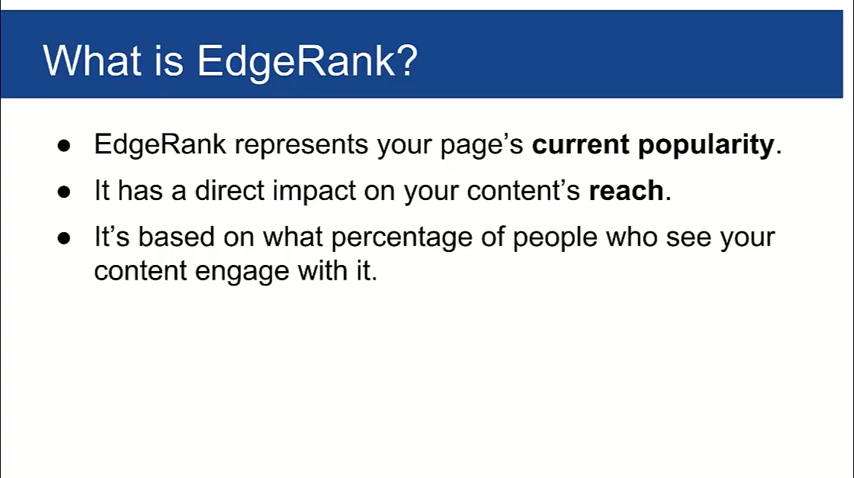 What is EdgeRank?
● EdgeRank represents your page's current popularity.
● It has a direct impact on your content's reach.
● It's based on what percentage of people who see your
content engage with it.